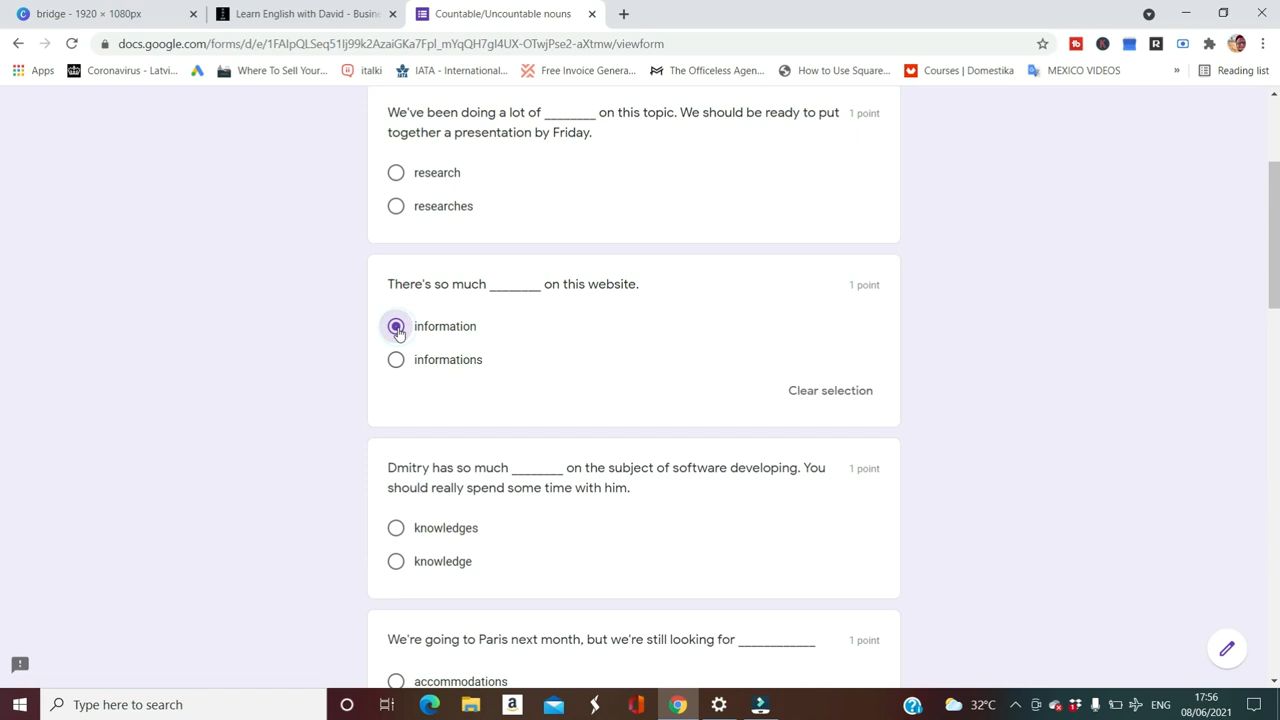 bridge - 1920 × 1080px
Learn English with David - Busine
Countable/Uncountable nouns
docs.google.com/forms/d/e/1FAIpQLSeq51Ij99k2AzaiGKa7Fpl_mYqQH7gI4UX-OTwjPse2-aXtmw/viewform
Apps
Coronavirus - Latvi...
Where To Sell Your...
italki
IATA - International...
Free Invoice Genera...
The Officeless Agen...
How to Use Square...
Courses | Domestika
MEXICO VIDEOS
»
Reading list
We've been doing a lot of ________ on this topic. We should be ready to put
1 point
together a presentation by Friday.
research
researches
There's so much ________ on this website.
1 point
information
informations
Clear selection
Dmitry has so much ________ on the subject of software developing. You
1 point
should really spend some time with him.
knowledges
knowledge
We're going to Paris next month, but we're still looking for ____________
1 point
accommodations
Type here to search
32°C
ENG
17:56
08/06/2021